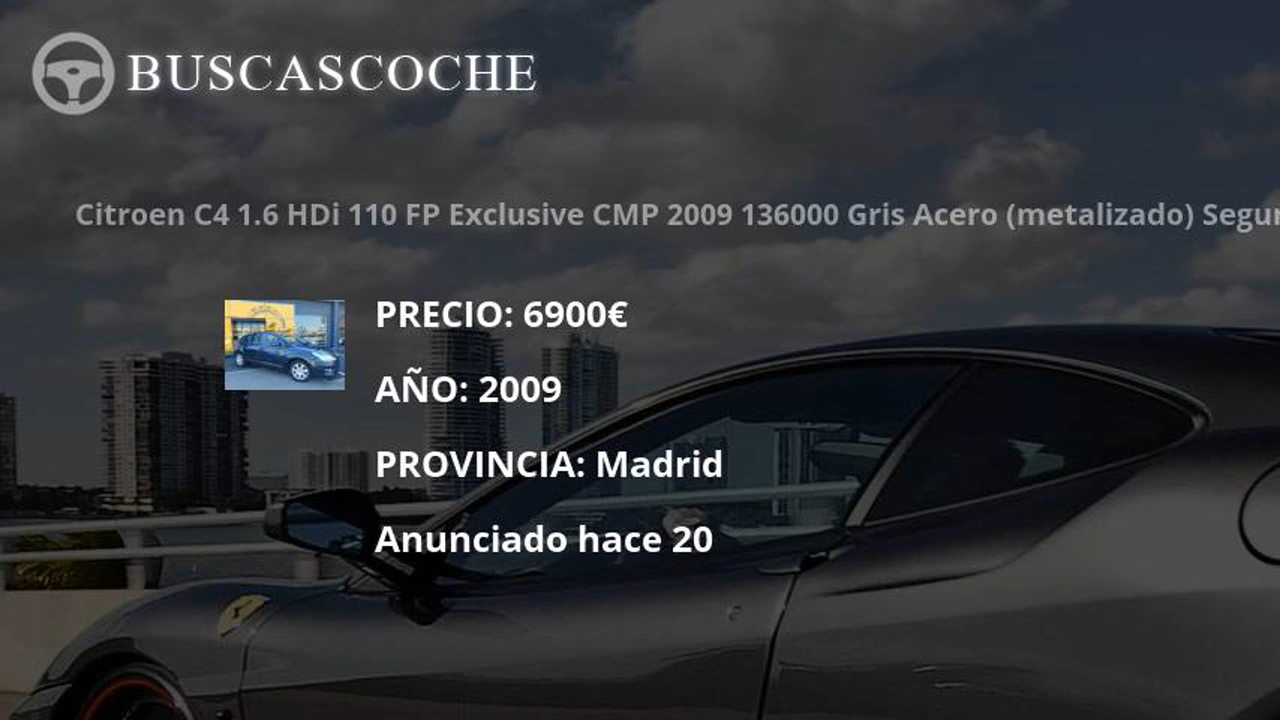 BUSCASCOCHE
Citroen C4 1.6 HDi 110 FP Exclusive CMP 2009 136000 Gris Acero (metalizado)
PRECIO: 6900€
AÑO: 2009
PROVINCIA: Madrid
Anunciado hace 20